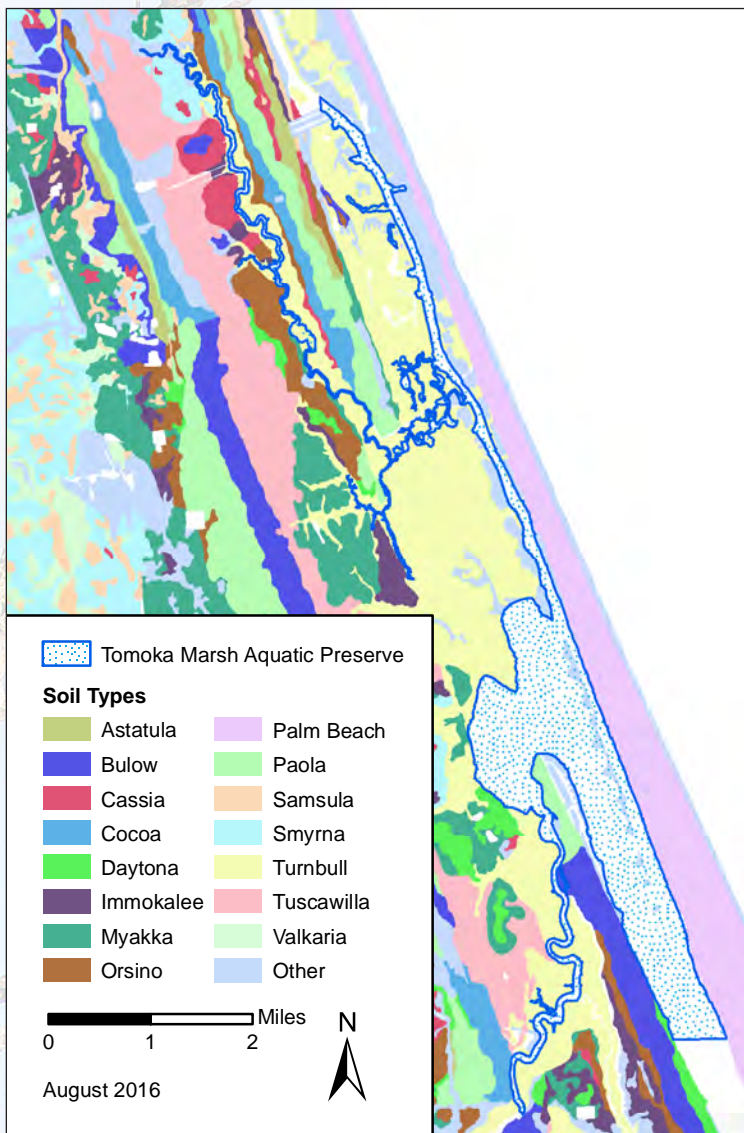 Tomoka Marsh Aquatic Preserve
Soil Types
Astatula
Bulow
Cassia
Cocoa
Daytona
Immokalee
Myakka
Orsino
Palm Beach
Paola
Samsula
Smyrna
Turnbull
Tuscawilla
Valkaria
Other
Miles
0 1 2
N
August 2016